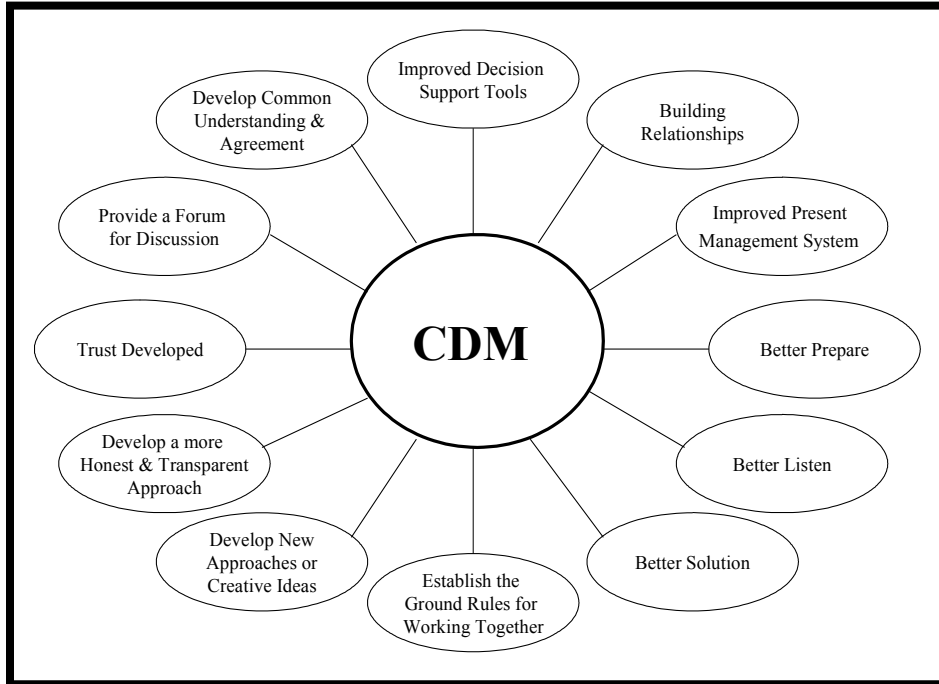 Improved Decision
Support Tools
Building
Relationships
Improved Present
Management System
Better Prepare
Better Listen
Better Solution
Establish the
Ground Rules for
Working Together
Develop New
Approaches or
Creative Ideas
Develop a more
Honest & Transparent
Approach
Trust Developed
Provide a Forum
for Discussion
Develop Common
Understanding &
Agreement
CDM